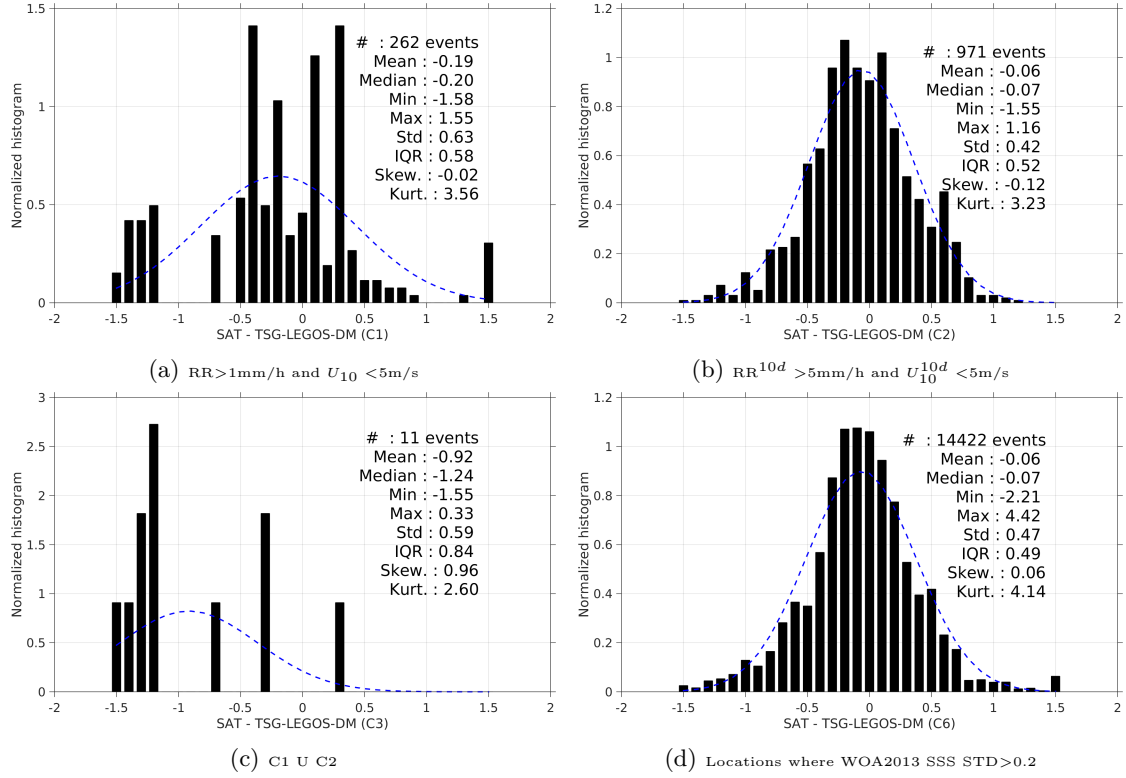 1.5
1
0.5
0
-2
-1.5
-1
-0.5
0
0.5
1
1.5
2
Normalized histogram
SAT - TSG-LEGOS-DM (C1)
# : 262 events
Mean : -0.19
Median : -0.20
Min : -1.58
Max : 1.55
Std : 0.63
IQR : 0.58
Skew. : -0.02
Kurt. : 3.56
(a) RR>1mm/h and U10 <5m/s
1.2
1
0.8
0.6
0.4
0.2
0
-2
-1.5
-1
-0.5
0
0.5
1
1.5
2
Normalized histogram
SAT - TSG-LEGOS-DM (C2)
# : 971 events
Mean : -0.06
Median : -0.07
Min : -1.55
Max : 1.16
Std : 0.42
IQR : 0.52
Skew. : -0.12
Kurt. : 3.23
(b) RR^10d >5mm/h and U10^10d <5m/s
3
2.5
2
1.5
1
0.5
0
-2
-1.5
-1
-0.5
0
0.5
1
1.5
2
Normalized histogram
SAT - TSG-LEGOS-DM (C3)
# : 11 events
Mean : -0.92
Median : -1.24
Min : -1.55
Max : 0.33
Std : 0.59
IQR : 0.84
Skew. : 0.96
Kurt. : 2.60
(c) C1 U C2
1.2
1
0.8
0.6
0.4
0.2
0
-2
-1.5
-1
-0.5
0
0.5
1
1.5
2
Normalized histogram
SAT - TSG-LEGOS-DM (C6)
# : 14422 events
Mean : -0.06
Median : -0.07
Min : -2.21
Max : 4.42
Std : 0.47
IQR : 0.49
Skew. : 0.06
Kurt. : 4.14
(d) Locations where WOA2013 SSS STD>0.2